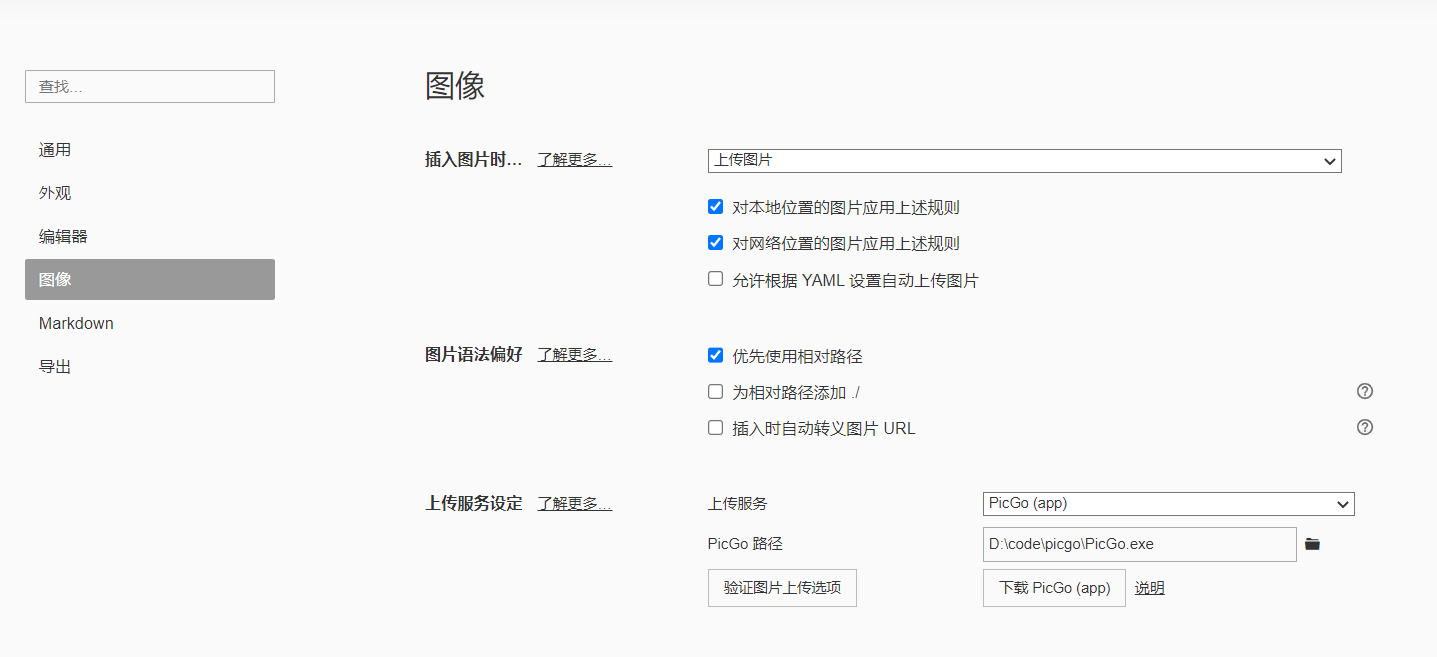 查找...
通用
外观
编辑器
图像
Markdown
导出
图像
插入图片时... 了解更多... 上传图片
对本地位置的图片应用上述规则
对网络位置的图片应用上述规则
允许根据 YAML 设置自动上传图片
图片语法偏好 了解更多... 优先使用相对路径
为相对路径添加 ./
插入时自动转义图片 URL
上传服务设定 了解更多... 上传服务 PicGo (app)
PicGo 路径 D:\code\picgo\PicGo.exe
验证图片上传选项 下载 PicGo (app) 说明